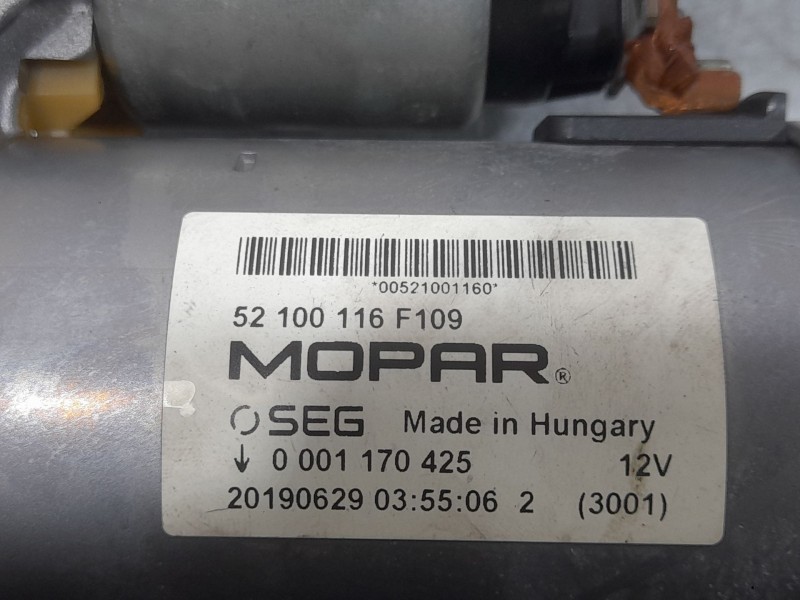 *00521001160*
52 100 116 F109
MOPAR®
SEG Made in Hungary
↓ 0 001 170 425 12V
20190629 03:55:06 2 (3001)